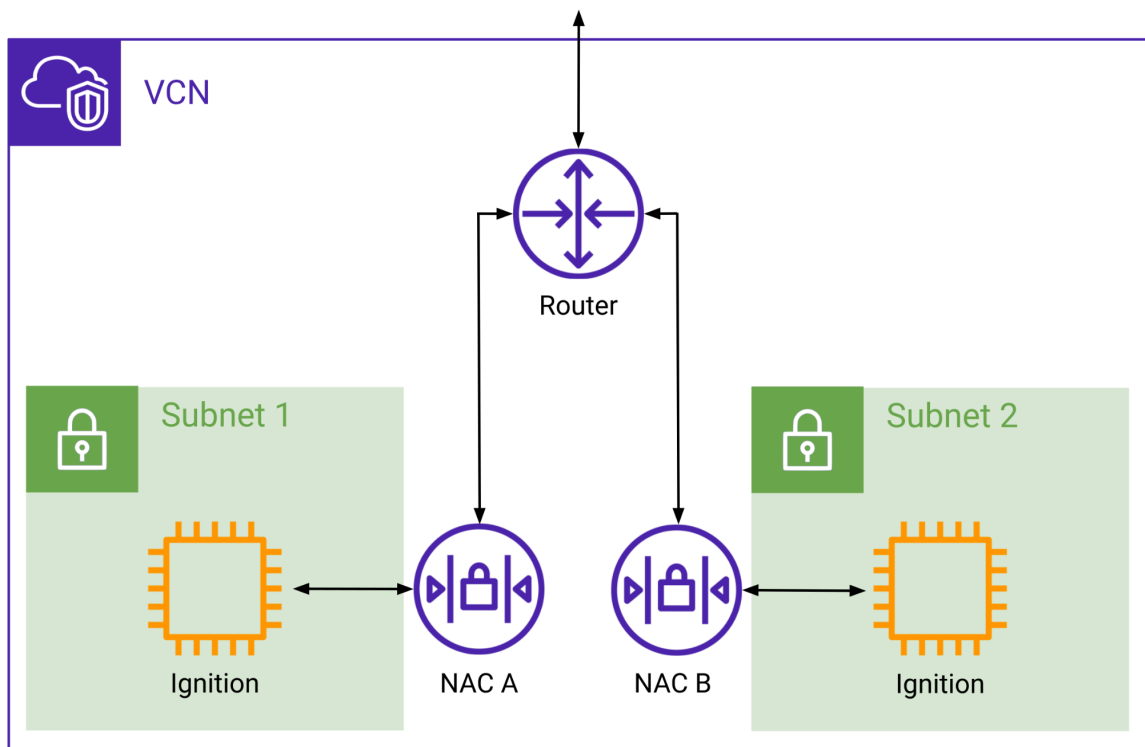 VCN
Router
Subnet 1
Subnet 2
Ignition
NAC A
NAC B
Ignition